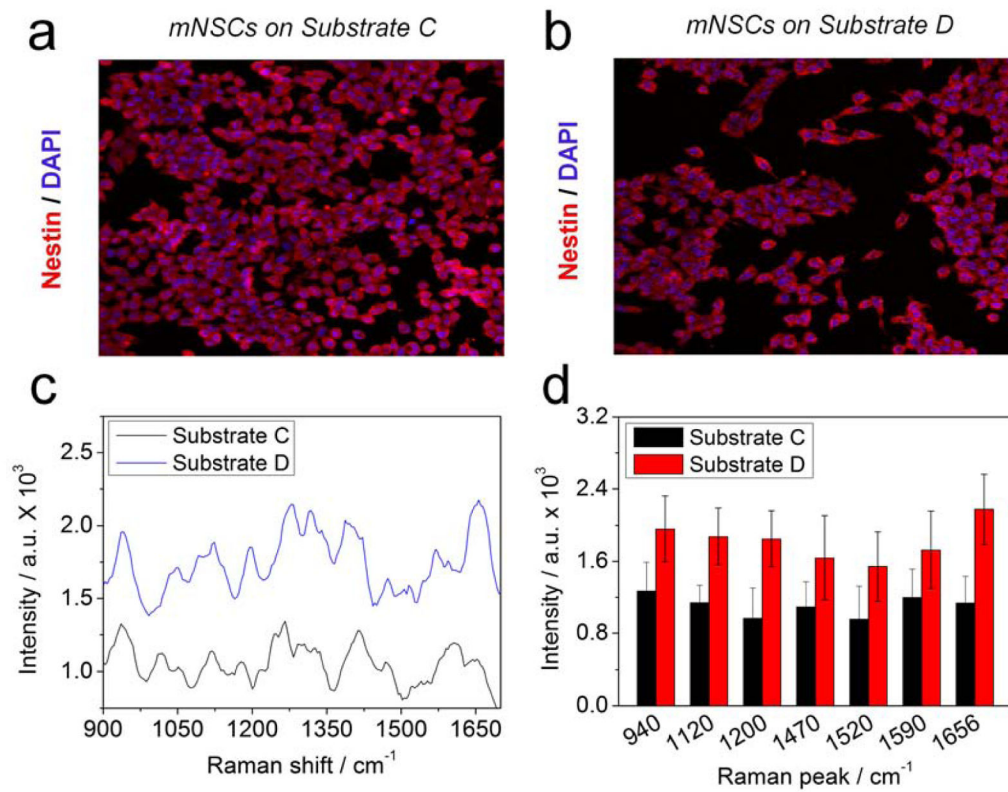 a
mNSCs on Substrate C
b
mNSCs on Substrate D
Nestin / DAPI
Nestin / DAPI
c
Substrate C
Substrate D
Intensity / a.u. X 10³
2.5
2.0
1.5
1.0
900 1050 1200 1350 1500 1650
Raman shift / cm⁻¹
d
Substrate C
Substrate D
Intensity / a.u. X 10³
3.2
2.4
1.6
0.8
0.0
940 1120 1200 1470 1520 1590 1656
Raman peak / cm⁻¹